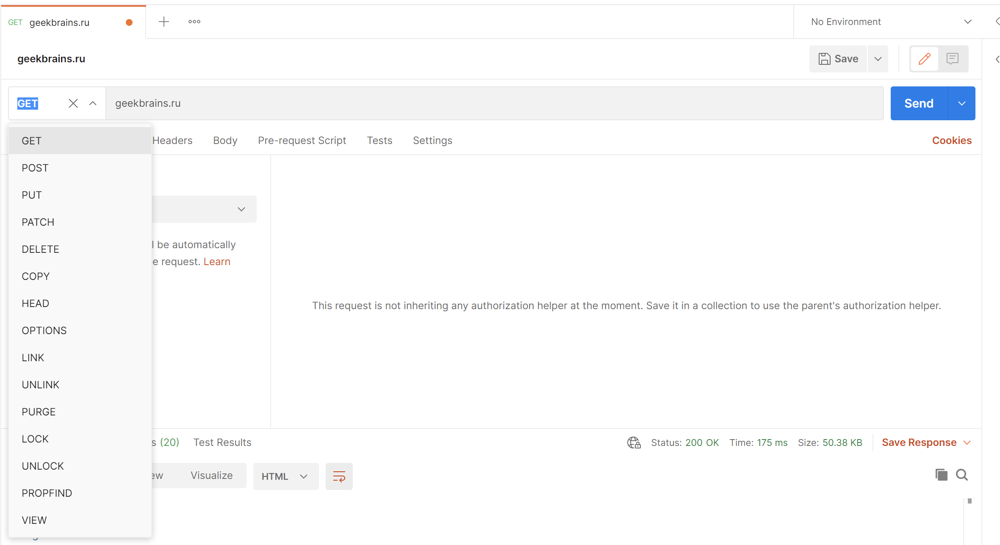 GET geekbrains.ru
No Environment
geekbrains.ru
Save
GET geekbrains.ru
Send
Headers Body Pre-request Script Tests Settings
Cookies
GET
POST
PUT
PATCH
DELETE
COPY
HEAD
OPTIONS
LINK
UNLINK
PURGE
LOCK
UNLOCK
PROPFIND
VIEW
l be automatically
e request. Learn
This request is not inheriting any authorization helper at the moment. Save it in a collection to use the parent's authorization helper.
s (20) Test Results
Status: 200 OK Time: 175 ms Size: 50.38 KB
Save Response
ew Visualize HTML